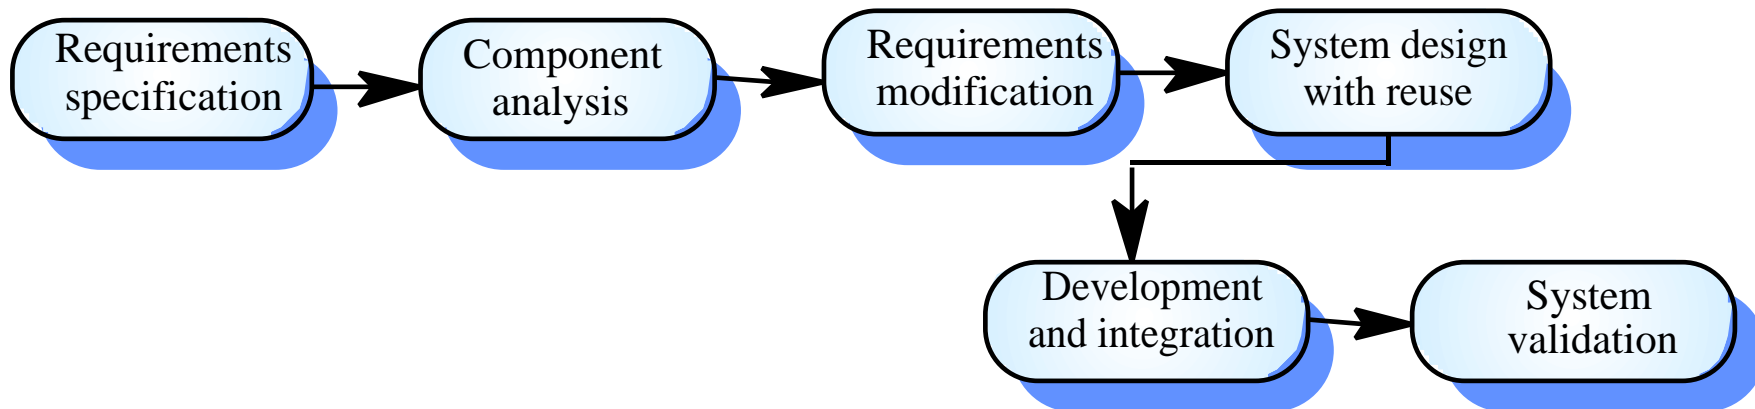 Requirements
specification
Component
analysis
Requirements
modification
System design
with reuse
Development
and integration
System
validation